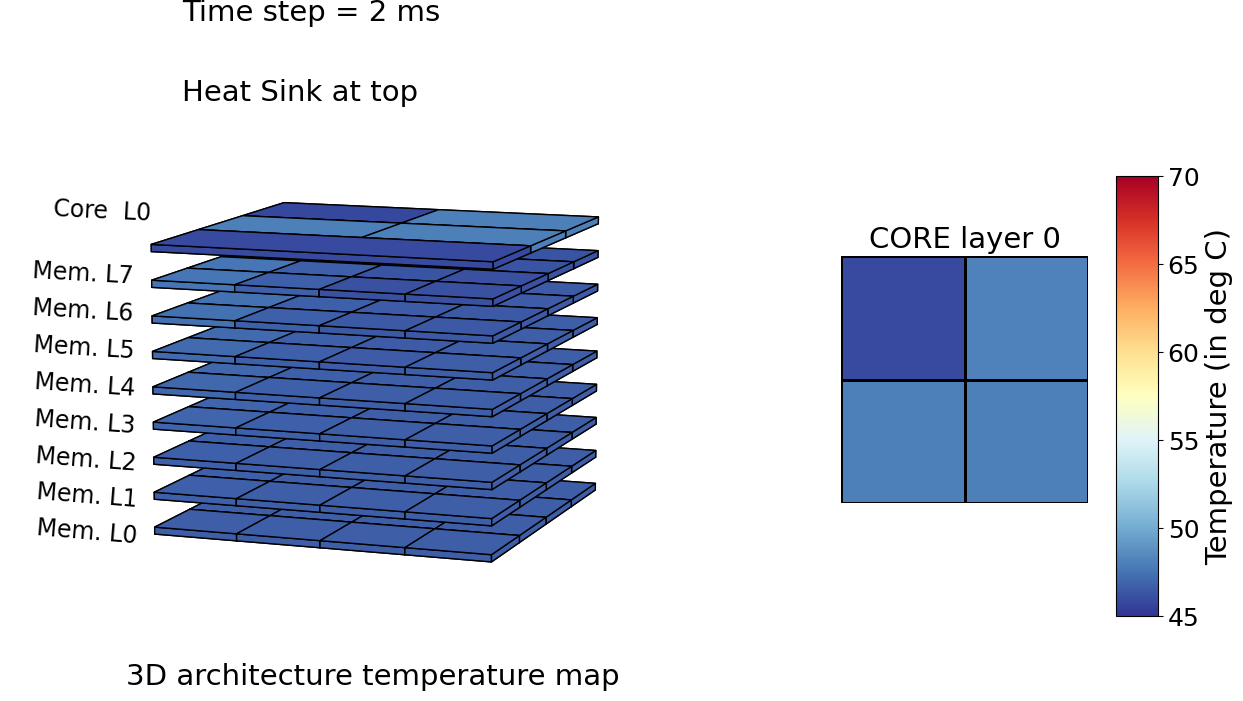 Time step = 2 ms
Heat Sink at top
Core  L0
Mem. L7
Mem. L6
Mem. L5
Mem. L4
Mem. L3
Mem. L2
Mem. L1
Mem. L0
3D architecture temperature map
CORE layer 0
70
65
60
55
50
45
Temperature (in deg C)